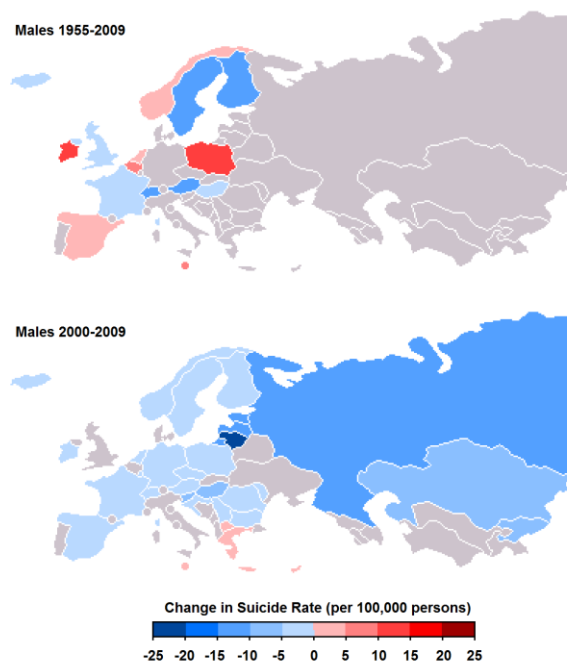 Males 1955-2009
Males 2000-2009
Change in Suicide Rate (per 100,000 persons)
-25 -20 -15 -10 -5 0 5 10 15 20 25